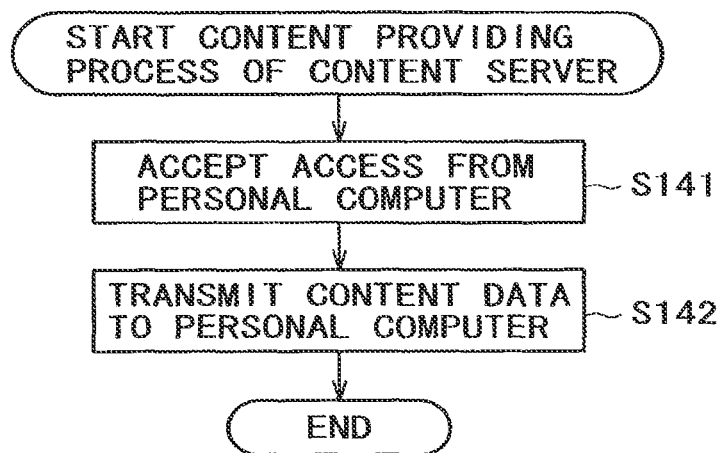 START CONTENT PROVIDING
PROCESS OF CONTENT SERVER
ACCEPT ACCESS FROM
PERSONAL COMPUTER
S141
TRANSMIT CONTENT DATA
TO PERSONAL COMPUTER
S142
END